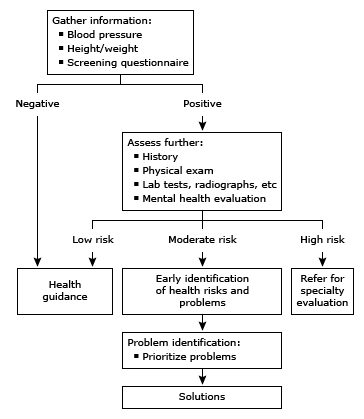 Gather information:
▪ Blood pressure
▪ Height/weight
▪ Screening questionnaire
Negative
Positive
Assess further:
▪ History
▪ Physical exam
▪ Lab tests, radiographs, etc
▪ Mental health evaluation
Low risk
Moderate risk
High risk
Health
guidance
Early identification
of health risks and
problems
Refer for
specialty
evaluation
Problem identification:
▪ Prioritize problems
Solutions